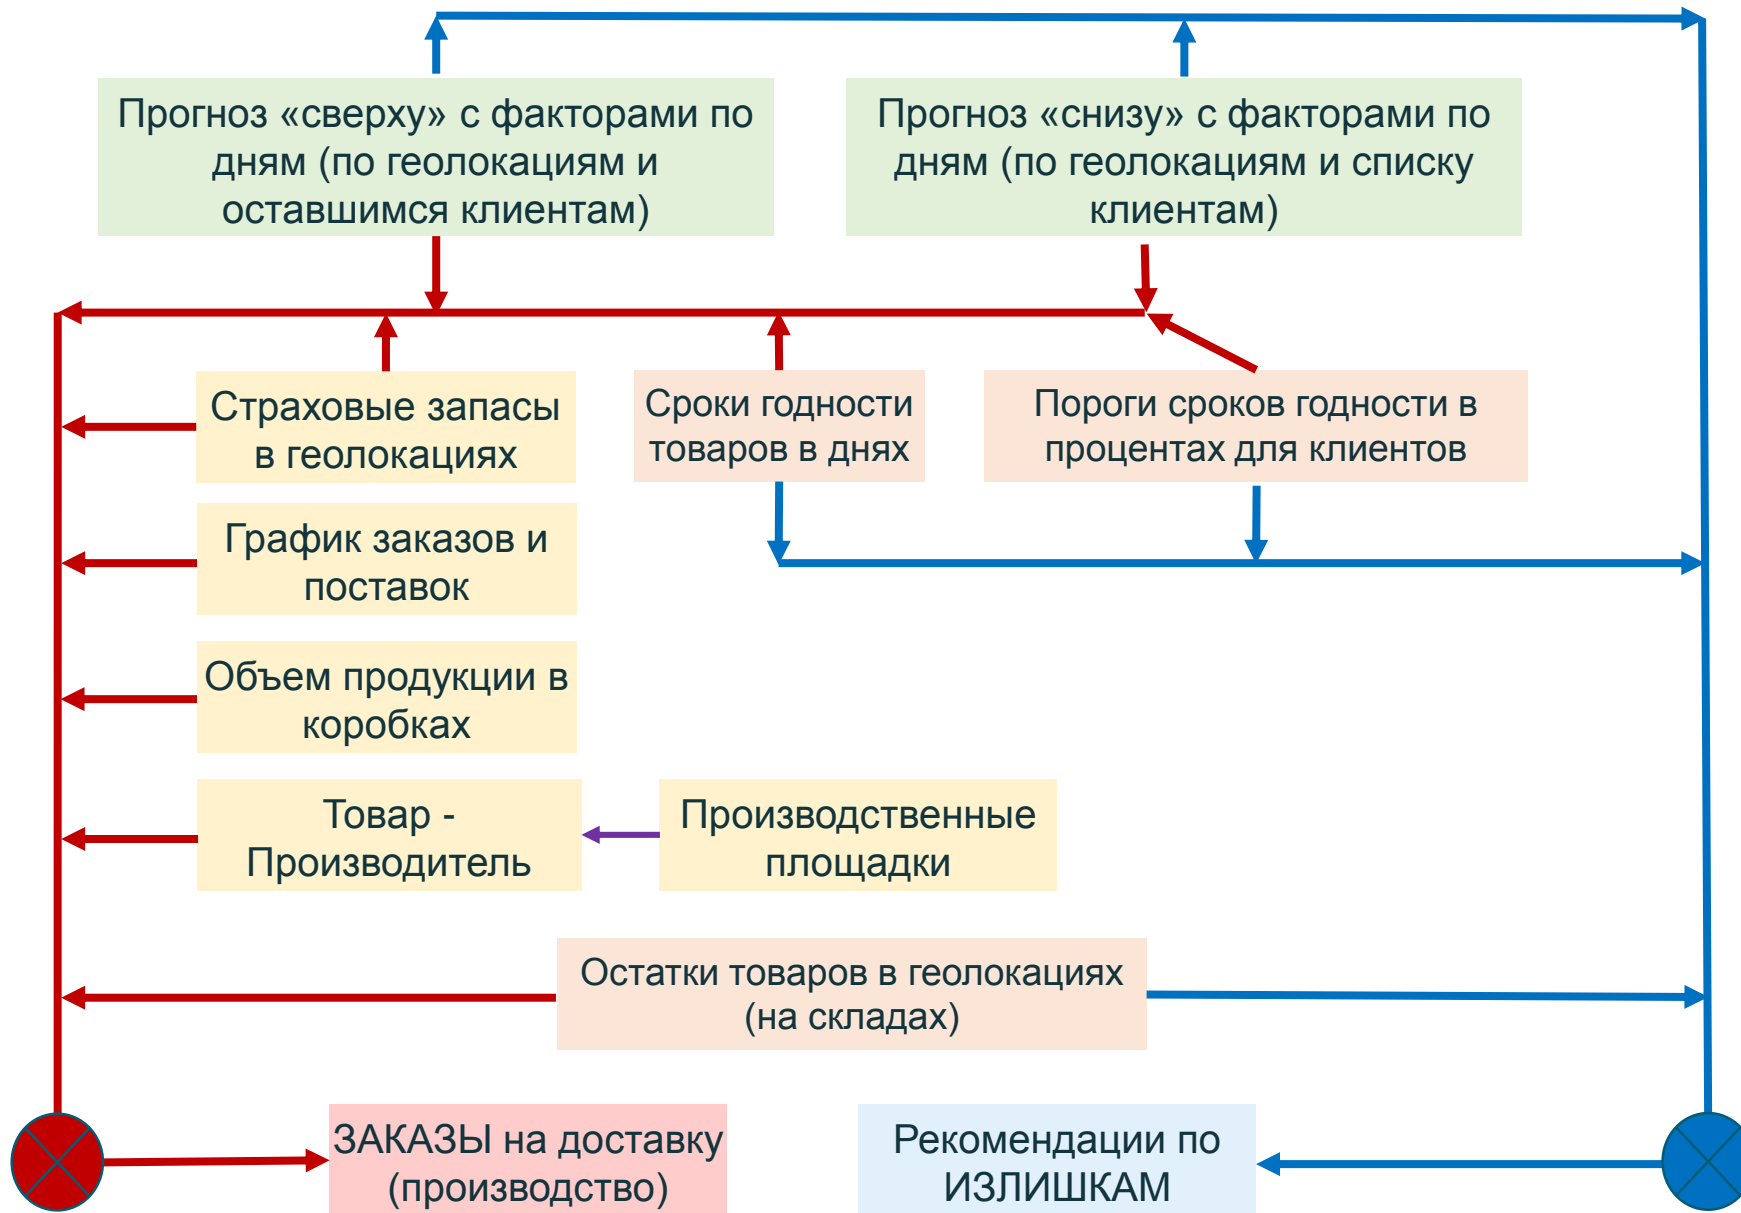 Прогноз «сверху» с факторами по
дням (по геолокациям и
оставшимся клиентам)
Прогноз «снизу» с факторами по
дням (по геолокациям и списку
клиентам)
Страховые запасы
в геолокациях
Сроки годности
товаров в днях
Пороги сроков годности в
процентах для клиентов
График заказов и
поставок
Объем продукции в
коробках
Товар -
Производитель
Производственные
площадки
Остатки товаров в геолокациях
(на складах)
ЗАКАЗЫ на доставку
(производство)
Рекомендации по
ИЗЛИШКАМ